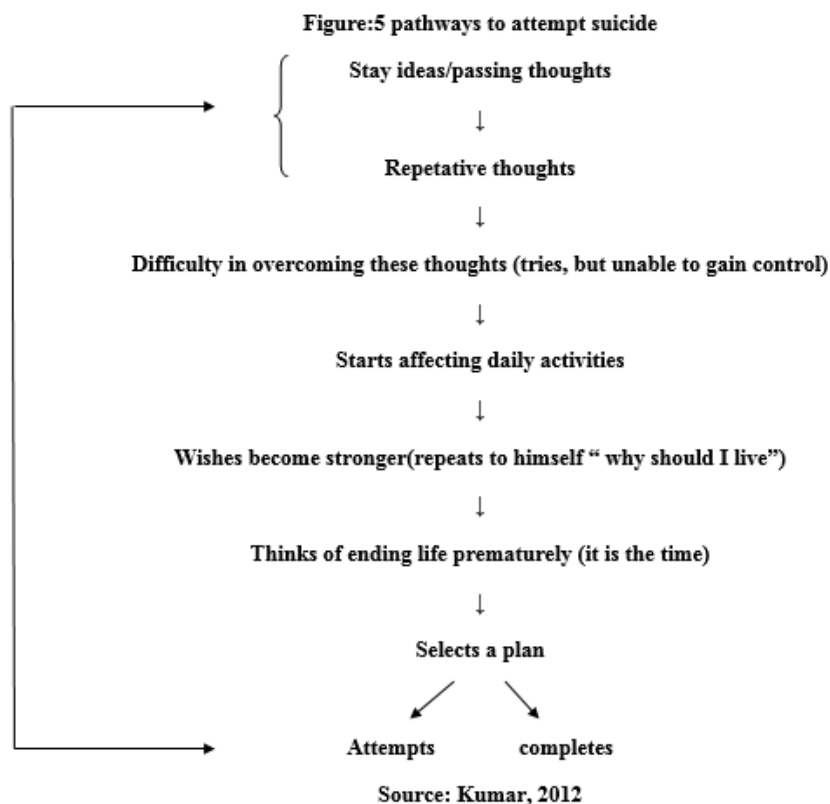 Figure:5 pathways to attempt suicide
Stay ideas/passing thoughts
↓
Repetative thoughts
↓
Difficulty in overcoming these thoughts (tries, but unable to gain control)
↓
Starts affecting daily activities
↓
Wishes become stronger(repeats to himself “ why should I live”)
↓
Thinks of ending life prematurely (it is the time)
↓
Selects a plan
Attempts completes
Source: Kumar, 2012